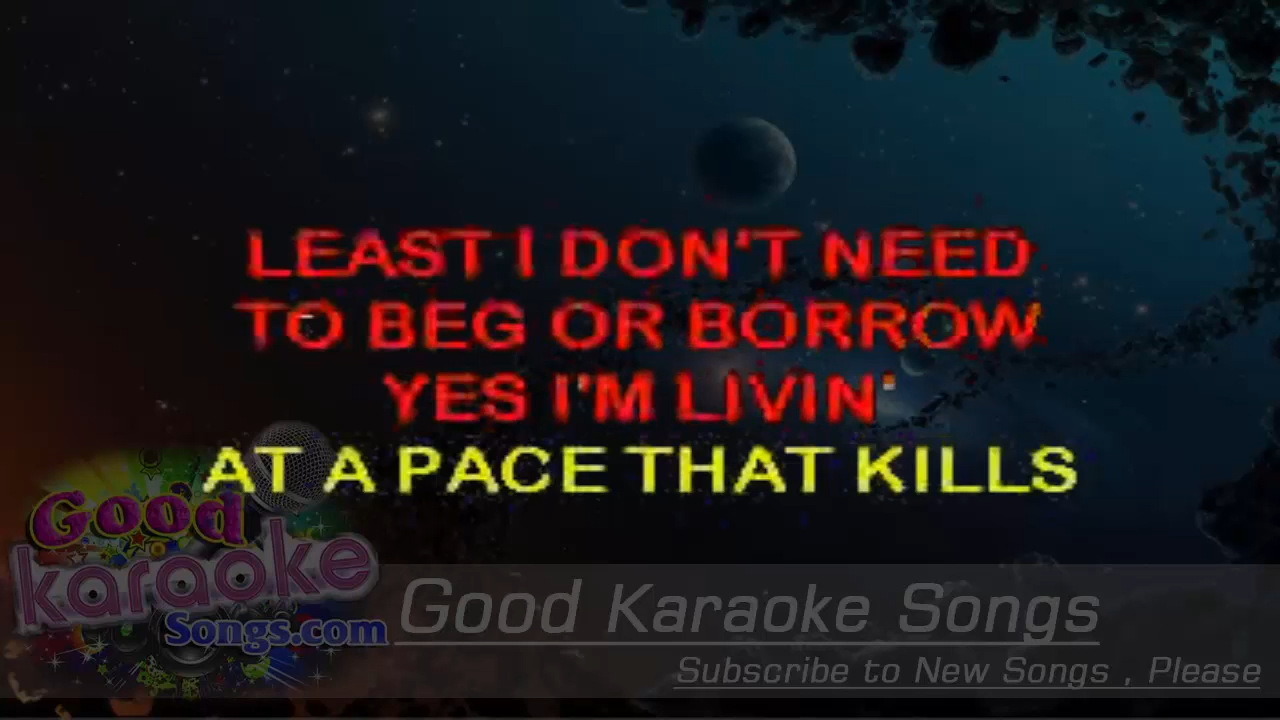 LEAST I DON'T NEED
TO BEG OR BORROW
YES I'M LIVIN'
AT A PACE THAT KILLS
Good
karaoke
Songs.com
Good Karaoke Songs
Subscribe to New Songs , Please